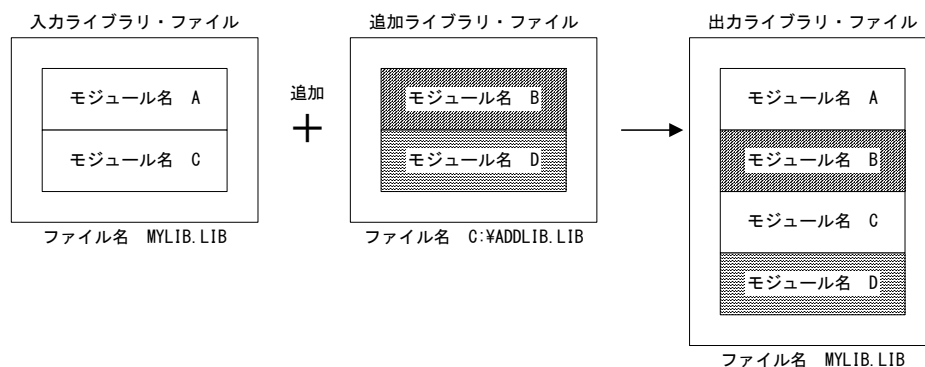 入力ライブラリ・ファイル
モジュール名 A
モジュール名 C
ファイル名 MYLIB.LIB
追加
＋
追加ライブラリ・ファイル
モジュール名 B
モジュール名 D
ファイル名 C:¥ADDLIB.LIB
出力ライブラリ・ファイル
モジュール名 A
モジュール名 B
モジュール名 C
モジュール名 D
ファイル名 MYLIB.LIB